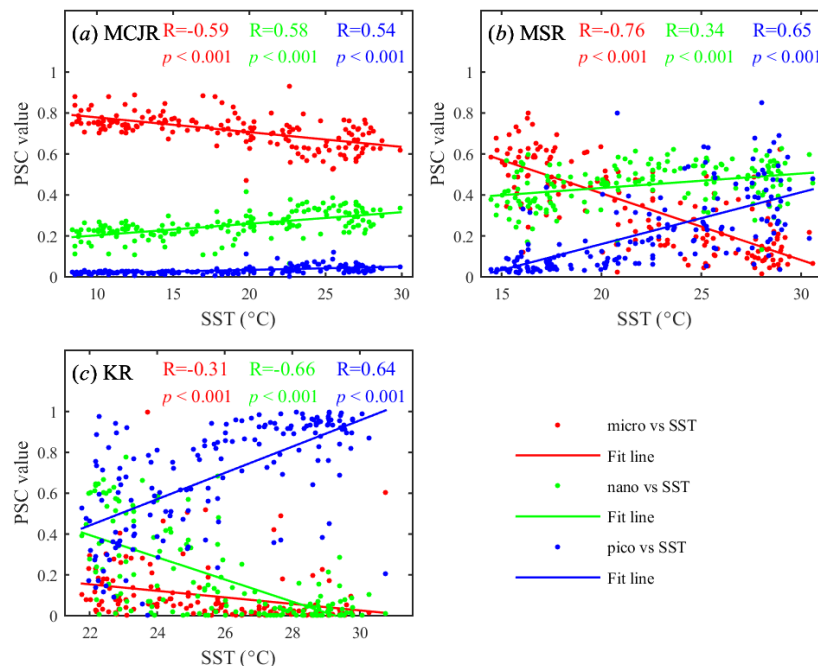 (a) MCJR
R=-0.59 R=0.58 R=0.54
p < 0.001 p < 0.001 p < 0.001
1
0.8
0.6
0.4
0.2
0
PSC value
10 15 20 25 30
SST (°C)
(b) MSR
R=-0.76 R=0.34 R=0.65
p < 0.001 p < 0.001 p < 0.001
1
0.8
0.6
0.4
0.2
0
PSC value
15 20 25 30
SST (°C)
(c) KR
R=-0.31 R=-0.66 R=0.64
p < 0.001 p < 0.001 p < 0.001
1
0.8
0.6
0.4
0.2
0
PSC value
22 24 26 28 30
SST (°C)
micro vs SST
Fit line
nano vs SST
Fit line
pico vs SST
Fit line